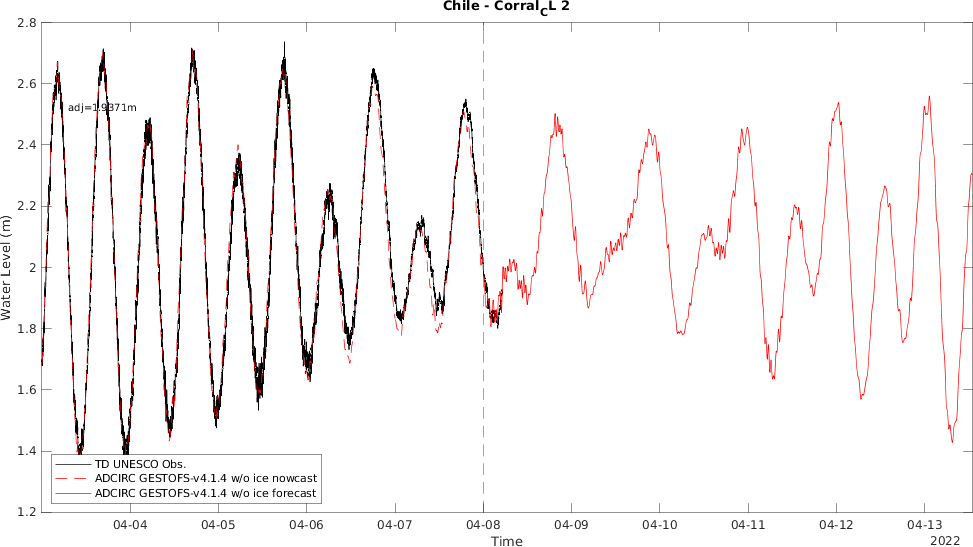 Chile - Corral_CL 2
2.8
2.6
adj=1.9371m
2.4
2.2
2
1.8
1.6
1.4
1.2
Water Level (m)
TD UNESCO Obs.
ADCIRC GESTOFS-v4.1.4 w/o ice nowcast
ADCIRC GESTOFS-v4.1.4 w/o ice forecast
04-04
04-05
04-06
04-07
04-08
04-09
04-10
04-11
04-12
04-13
Time
2022